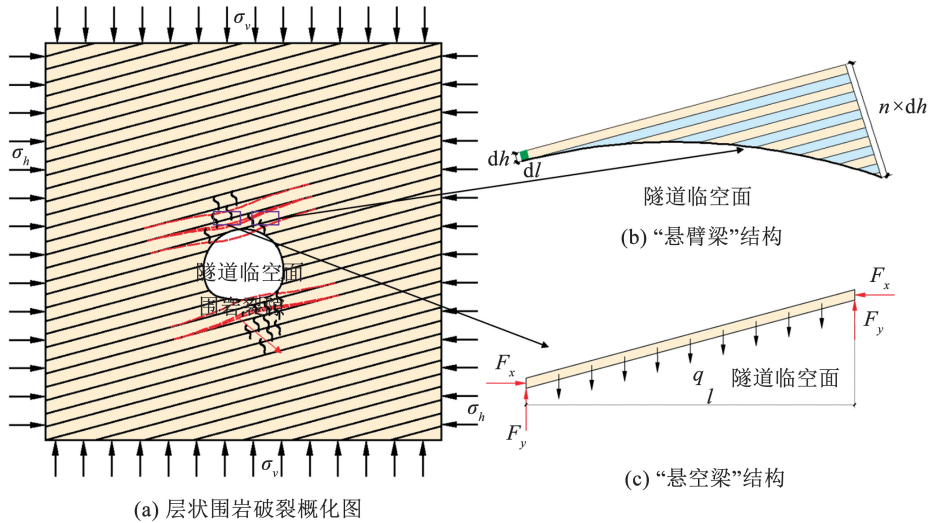 σv
σh
隧道临空面
围岩裂隙
σh
σv
(a) 层状围岩破裂概化图
dh
dl
n×dh
隧道临空面
(b) “悬臂梁”结构
Fx
Fy
q
l
隧道临空面
Fx
Fy
(c) “悬空梁”结构